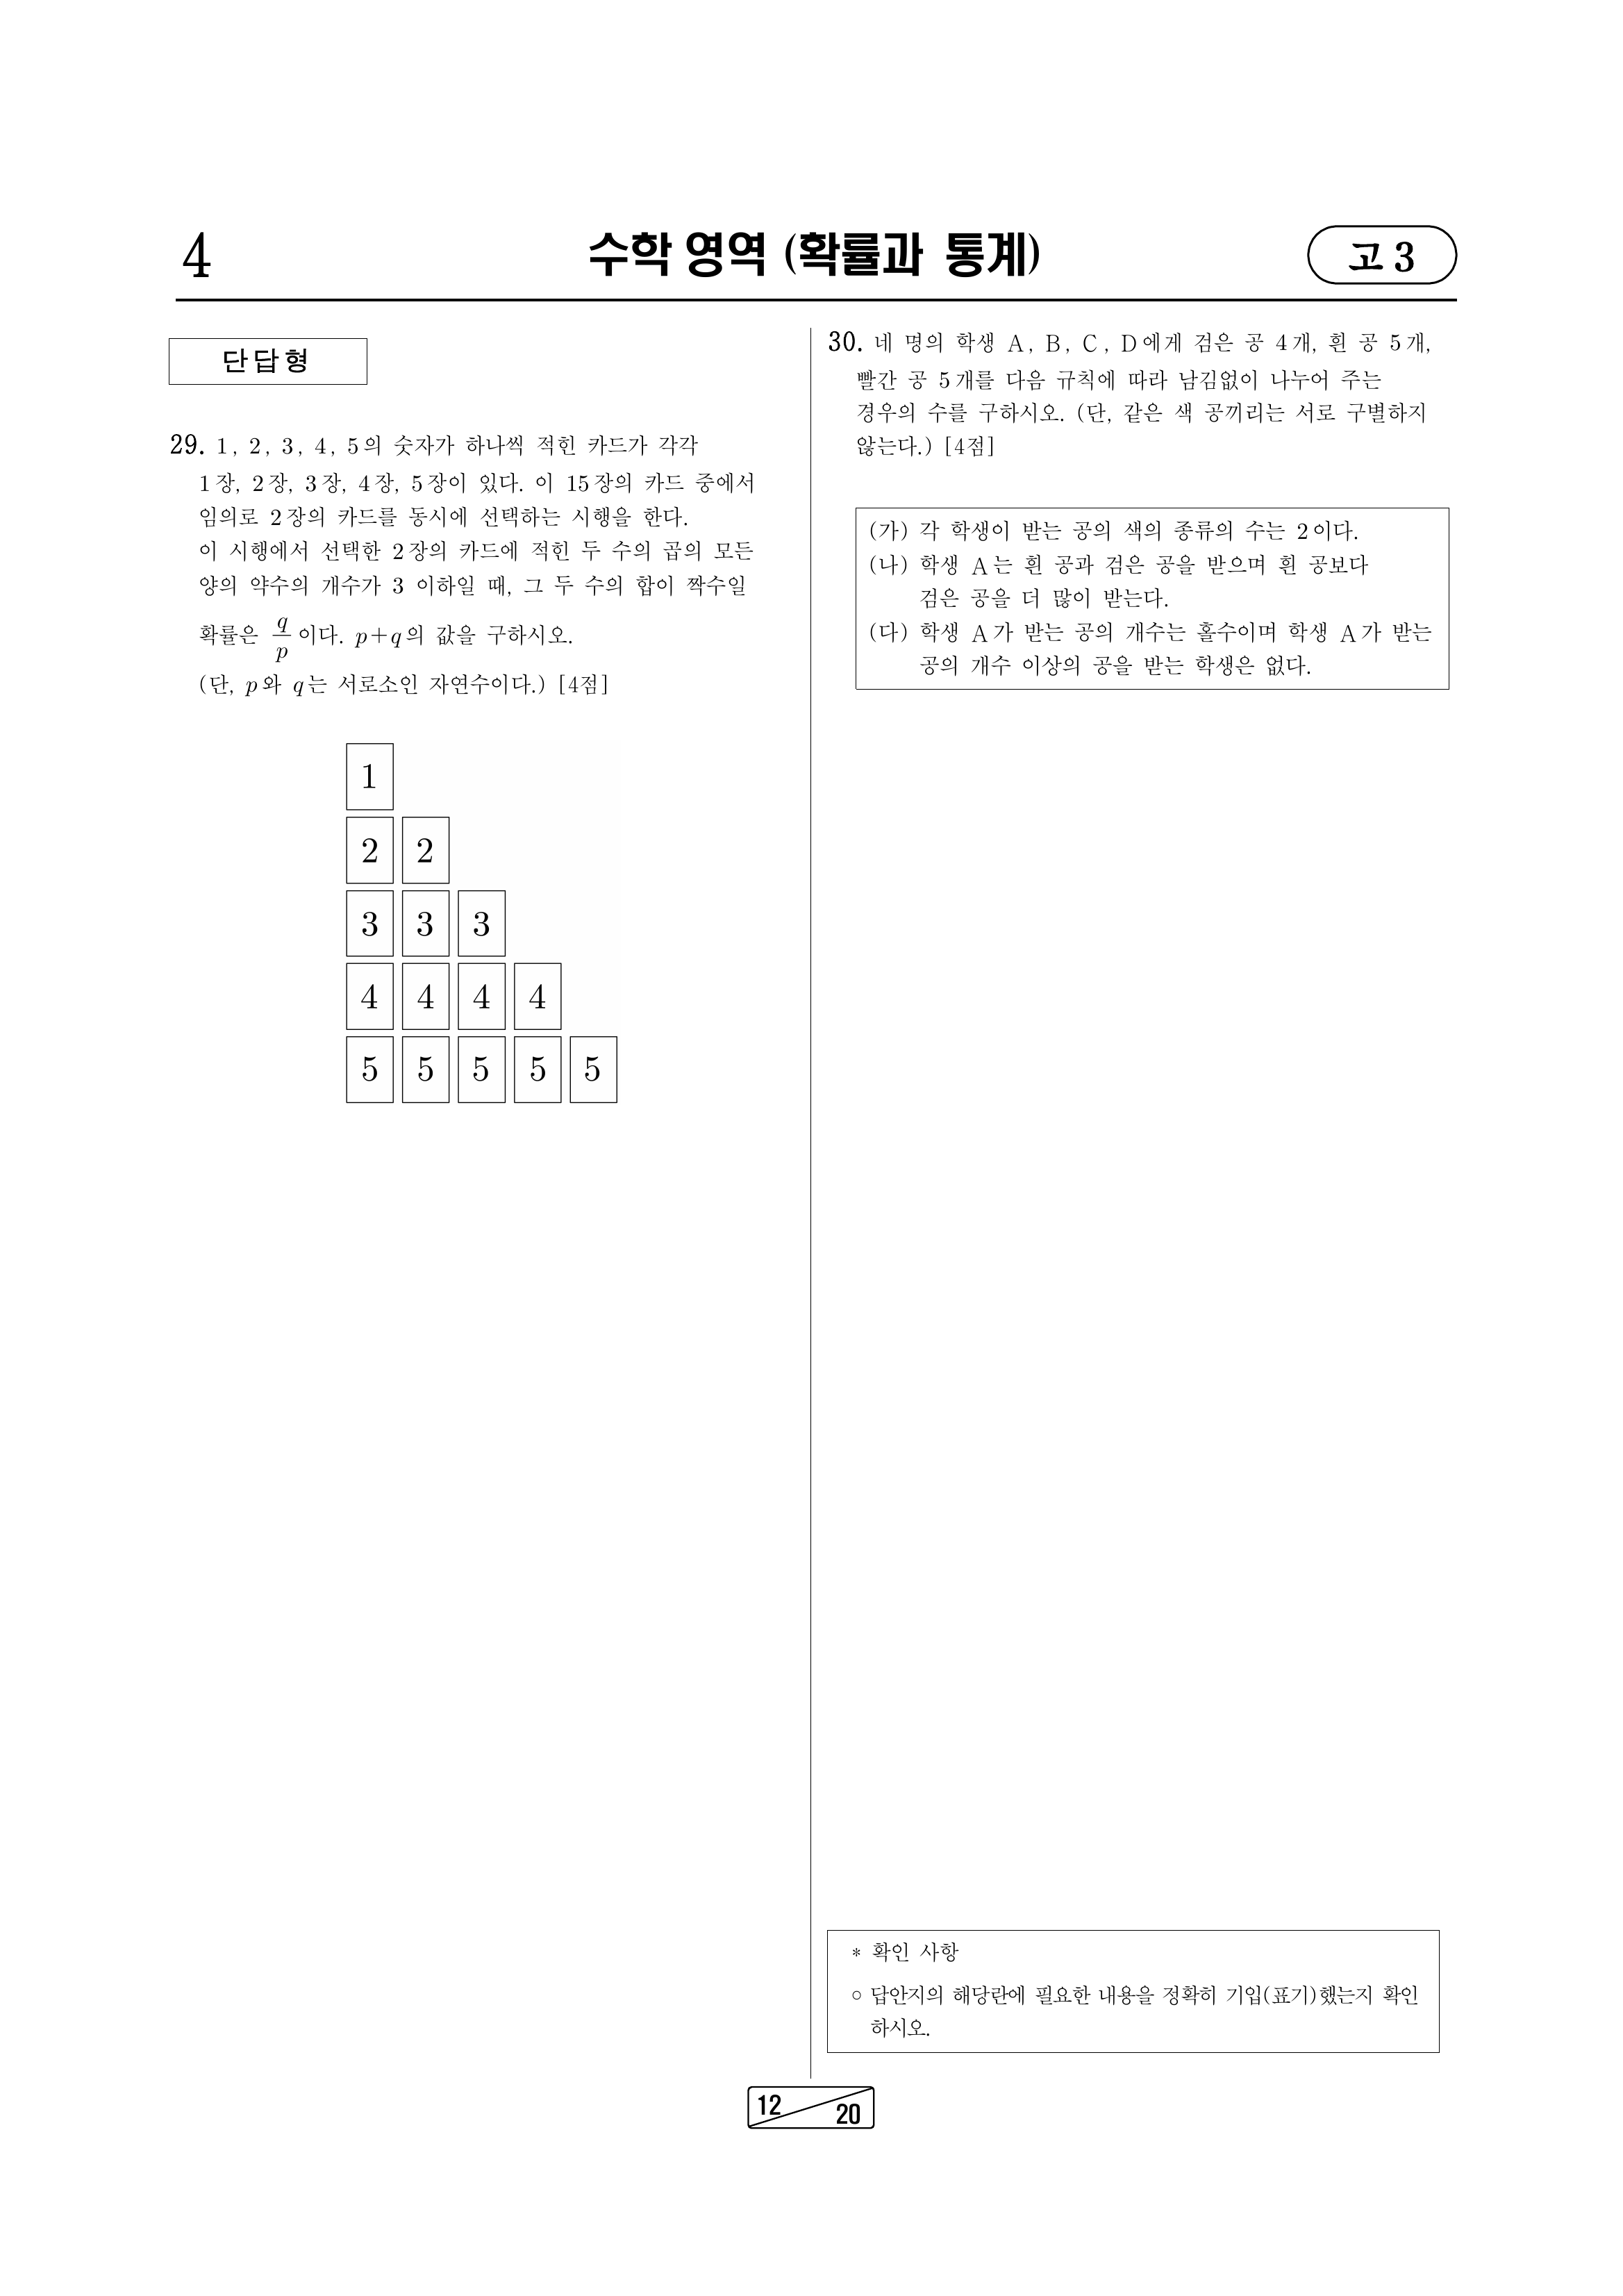 4
수학 영역 (확률과 통계)
고 3
단답형
29. 1, 2, 3, 4, 5의 숫자가 하나씩 적힌 카드가 각각
1장, 2장, 3장, 4장, 5장이 있다. 이 15장의 카드 중에서
임의로 2장의 카드를 동시에 선택하는 시행을 한다.
이 시행에서 선택한 2장의 카드에 적힌 두 수의 곱의 모든
양의 약수의 개수가 3 이하일 때, 그 두 수의 합이 짝수일
확률은 q/p 이다. p+q의 값을 구하시오.
(단, p와 q는 서로소인 자연수이다.) [4점]
1
2 2
3 3 3
4 4 4 4
5 5 5 5 5
30. 네 명의 학생 A, B, C, D에게 검은 공 4개, 흰 공 5개,
빨간 공 5개를 다음 규칙에 따라 남김없이 나누어 주는
경우의 수를 구하시오. (단, 같은 색 공끼리는 서로 구별하지
않는다.) [4점]
(가) 각 학생이 받는 공의 색의 종류의 수는 2이다.
(나) 학생 A는 흰 공과 검은 공을 받으며 흰 공보다
검은 공을 더 많이 받는다.
(다) 학생 A가 받는 공의 개수는 홀수이며 학생 A가 받는
공의 개수 이상의 공을 받는 학생은 없다.
* 확인 사항
○ 답안지의 해당란에 필요한 내용을 정확히 기입(표기)했는지 확인
하시오.
12 20